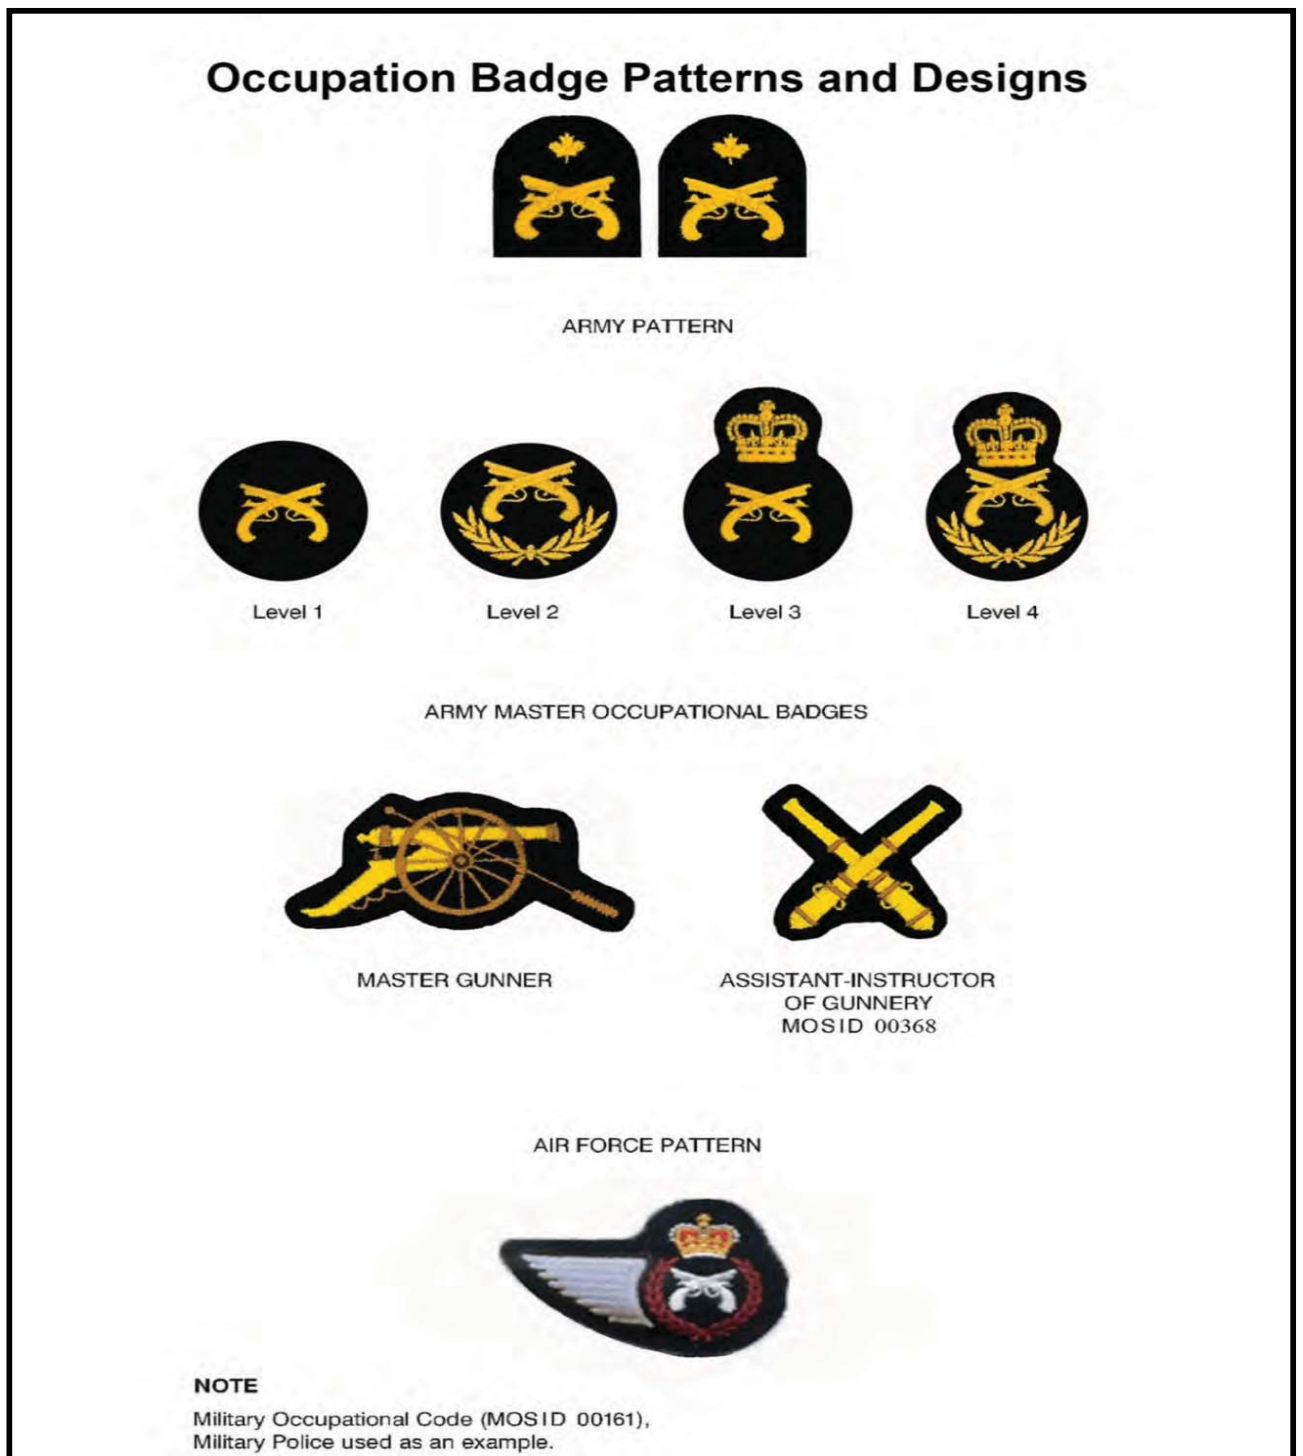 Occupation Badge Patterns and Designs
ARMY PATTERN
Level 1
Level 2
Level 3
Level 4
ARMY MASTER OCCUPATIONAL BADGES
MASTER GUNNER
ASSISTANT-INSTRUCTOR
OF GUNNERY
MOSID 00368
AIR FORCE PATTERN
NOTE
Military Occupational Code (MOSID 00161),
Military Police used as an example.